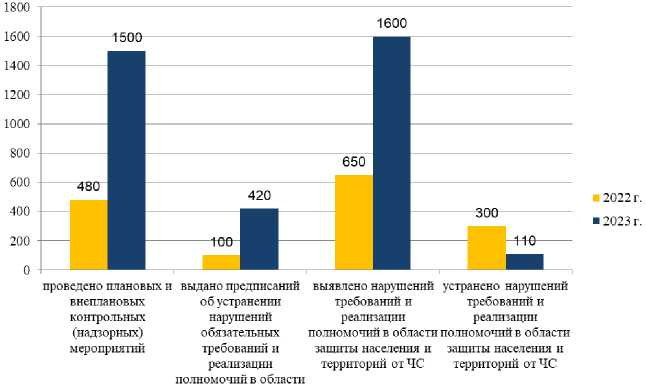 1800
1600
1400
1200
1000
800
600
400
200
0
480
1500
100
420
650
1600
300
110
2022 г.
2023 г.
проведено плановых и
внеплановых
контрольных
(надзорных)
мероприятий
выдано предписаний
об устранении
нарушений
обязательных
требований и
реализации
полномочий в области
выявлено нарушений
требований и
реализации
полномочий в области
защиты населения и
территорий от ЧС
устранено нарушений
требований и
реализации
полномочий в области
защиты населения и
территорий от ЧС